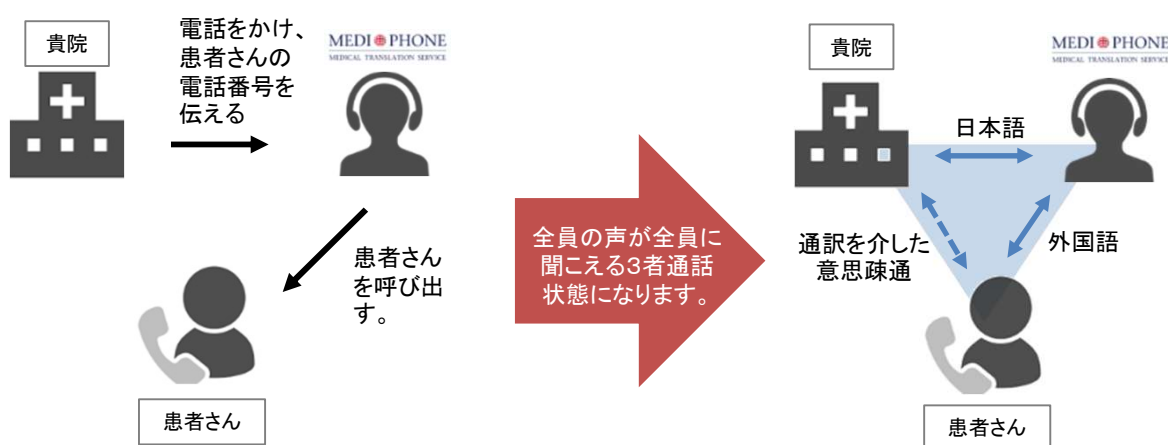 貴院
電話をかけ、
患者さんの
電話番号を
伝える
MEDI PHONE
MEDICAL TRANSLATION SERVICE
患者さん
を呼び出
す。
患者さん
全員の声が全員に
聞こえる3者通話
状態になります。
貴院
MEDI PHONE
MEDICAL TRANSLATION SERVICE
日本語
通訳を介した
意思疎通
外国語
患者さん